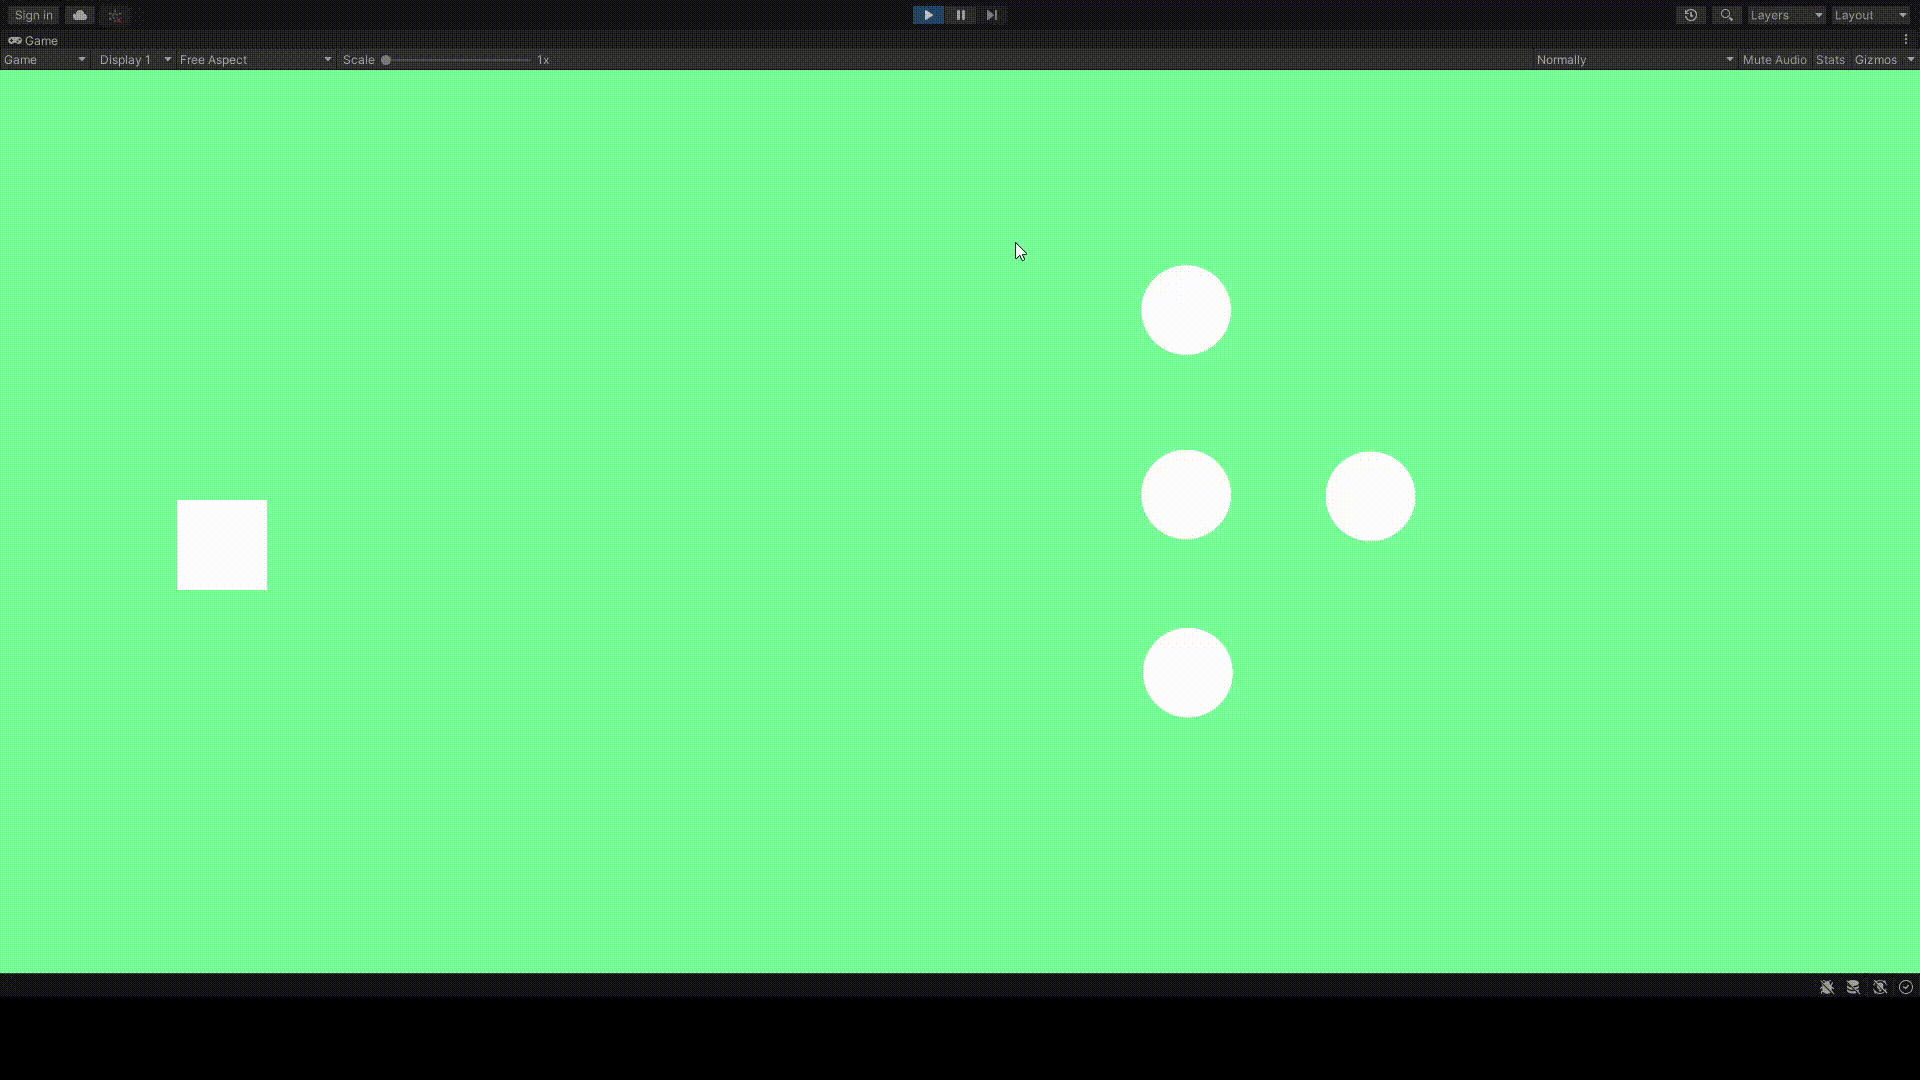 Sign in Layers Layout
Game
Game Display 1 Free Aspect Scale 1x Normally Mute Audio Stats Gizmos